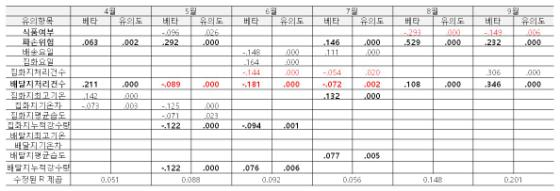 4월 5월 6월 7월 8월 9월
유의항목 베타 유의도 베타 유의도 베타 유의도 베타 유의도 베타 유의도 베타 유의도
식품여부 -.096 .026 -.293 .000 -.149 .006
파손위험 .063 .002 .292 .000 .146 .000 .529 .000 .232 .000
배송요일 -.148 .000 .111 .000
집화요일 .164 .000
집화지처리건수 -.144 .000 -.054 .020 .306 .000
배달지처리건수 .211 .000 -.089 .000 -.181 .000 -.072 .002 .108 .000 .346 .000
집화지최고기온 .142 .000 .132 .000
집화지기온차 -.073 .003 -.125 .000
집화지평균습도 -.071 .023
집화지누적강수량 -.122 .000 -.094 .001
배달지최고기온
배달지기온차
배달지평균습도 .077 .005
배달지누적강수량 -.122 .000 .076 .006
수정된 R 제곱 0.051 0.088 0.092 0.056 0.148 0.201